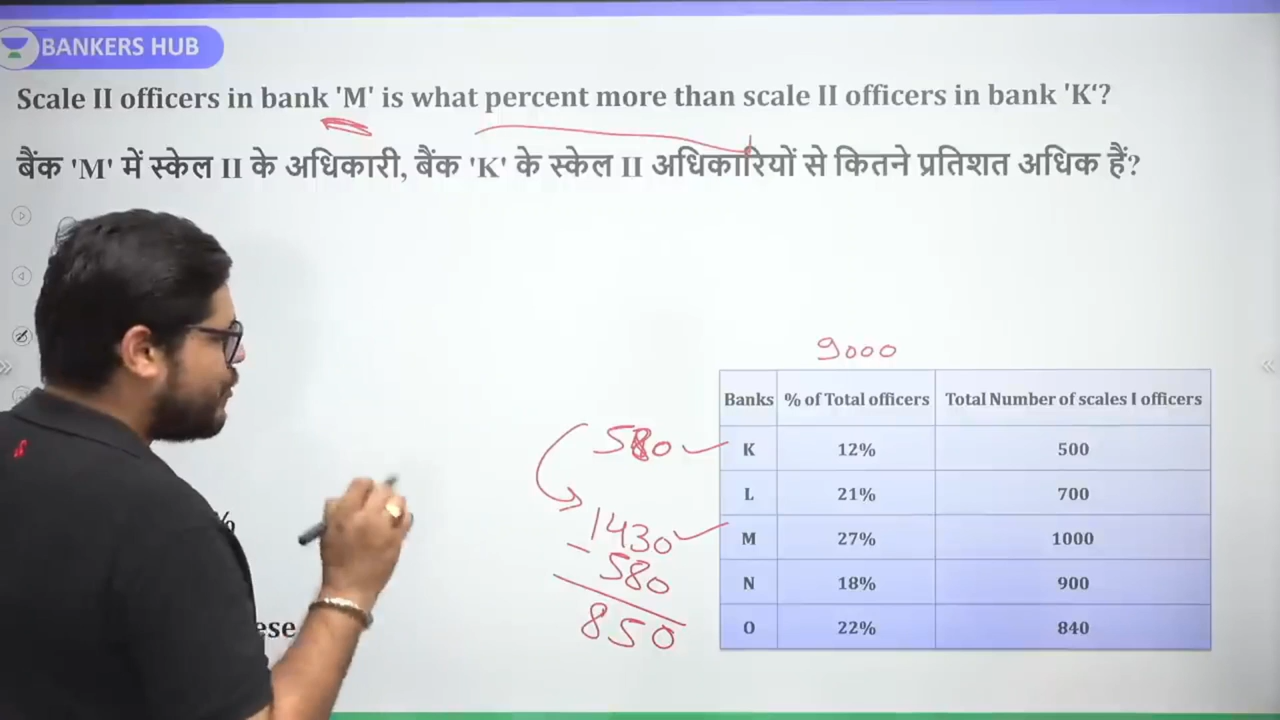 BANKERS HUB
Scale II officers in bank 'M' is what percent more than scale II officers in bank 'K'?
बैंक 'M' में स्केल II के अधिकारी, बैंक 'K' के स्केल II अधिकारियों से कितने प्रतिशत अधिक हैं?
9000
Banks % of Total officers Total Number of scales I officers
K 12% 500
L 21% 700
M 27% 1000
N 18% 900
O 22% 840
580
1430
- 580
850
%